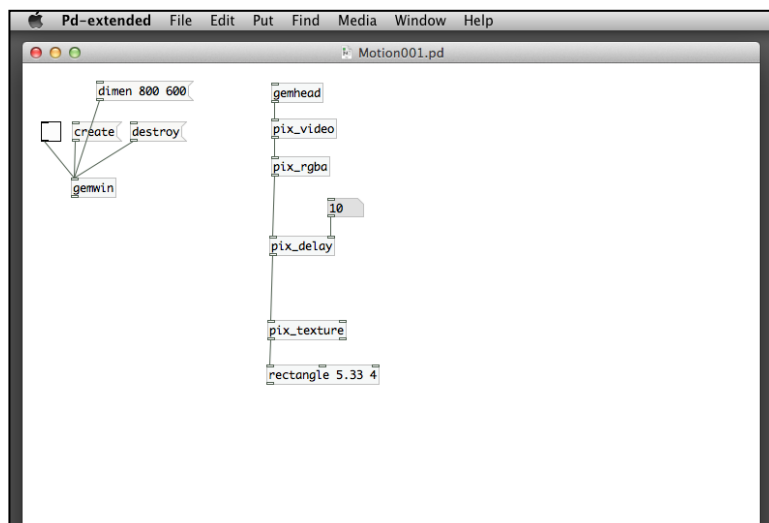 Pd-extended File Edit Put Find Media Window Help
Motion001.pd
dimen 800 600
create destroy
gemwin
gemhead
pix_video
pix_rgba
10
pix_delay
pix_texture
rectangle 5.33 4